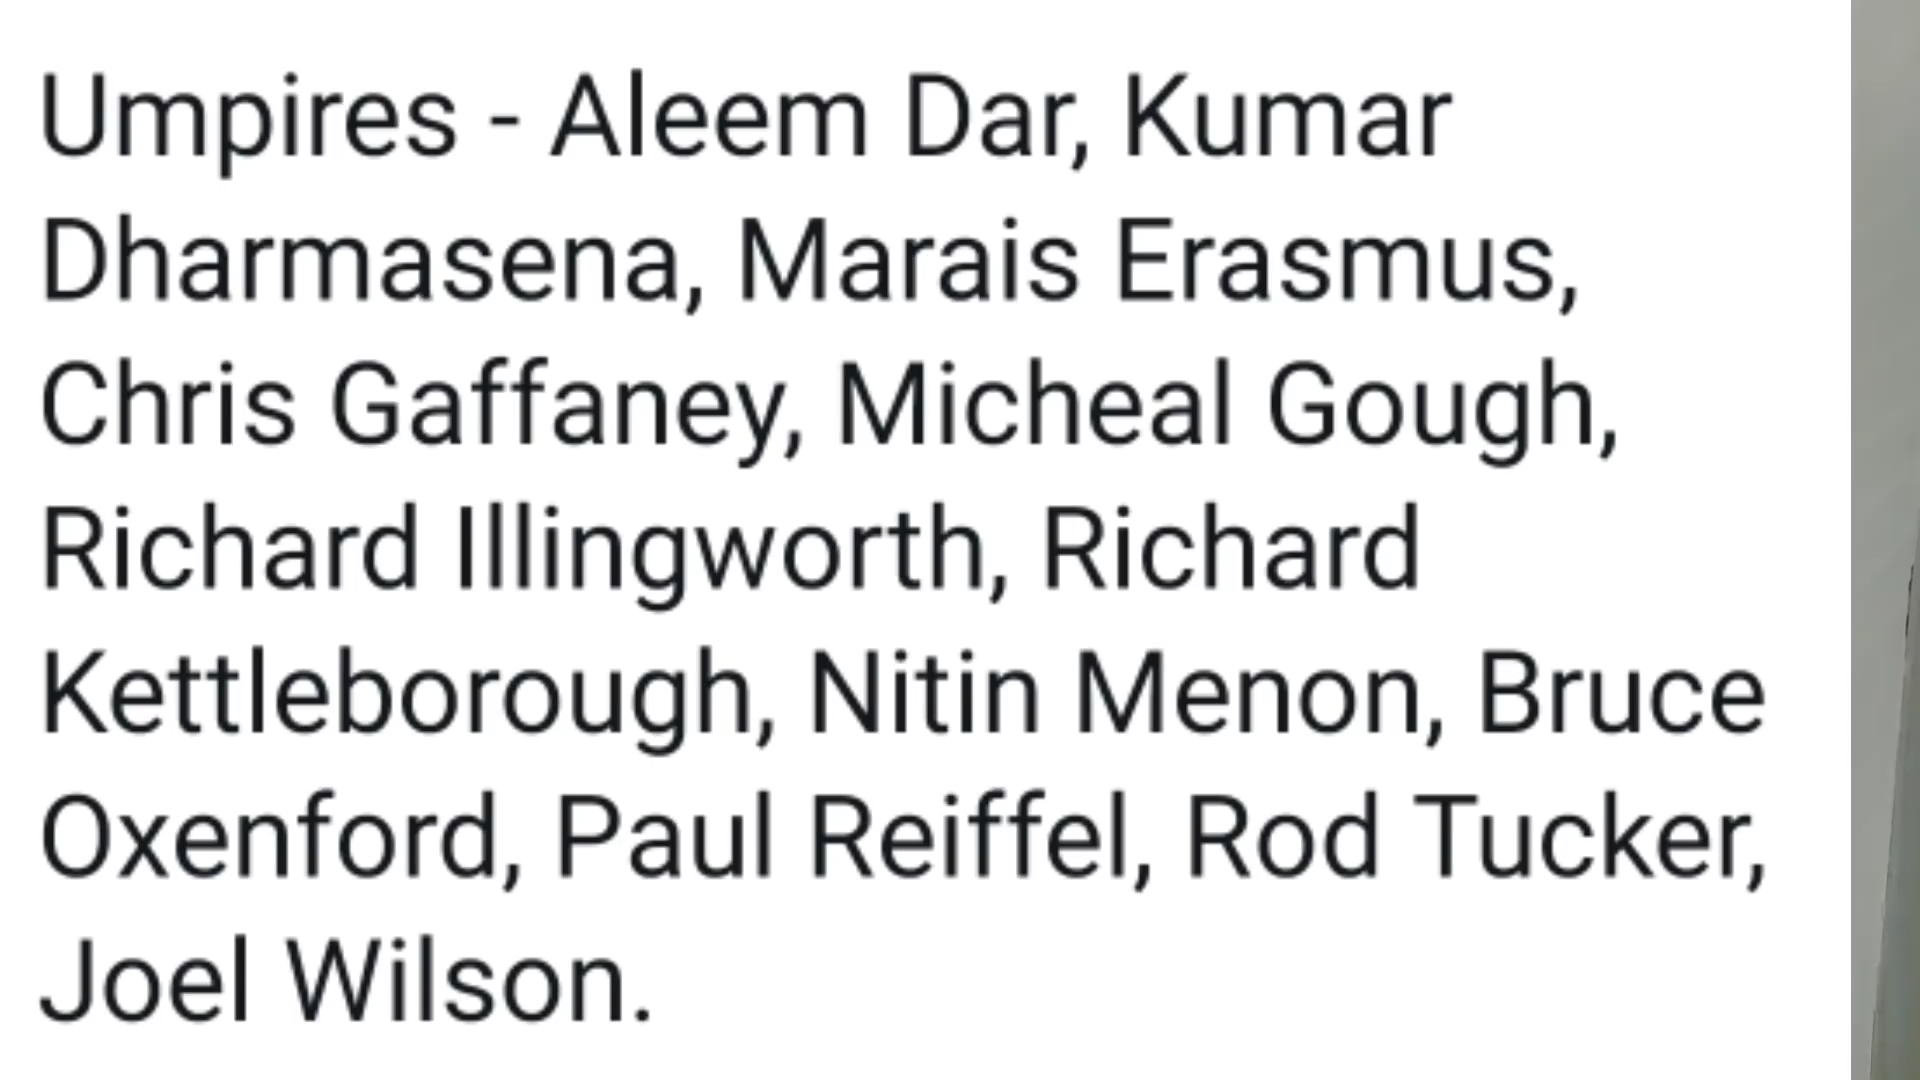 Umpires - Aleem Dar, Kumar
Dharmasena, Marais Erasmus,
Chris Gaffaney, Micheal Gough,
Richard Illingworth, Richard
Kettleborough, Nitin Menon, Bruce
Oxenford, Paul Reiffel, Rod Tucker,
Joel Wilson.